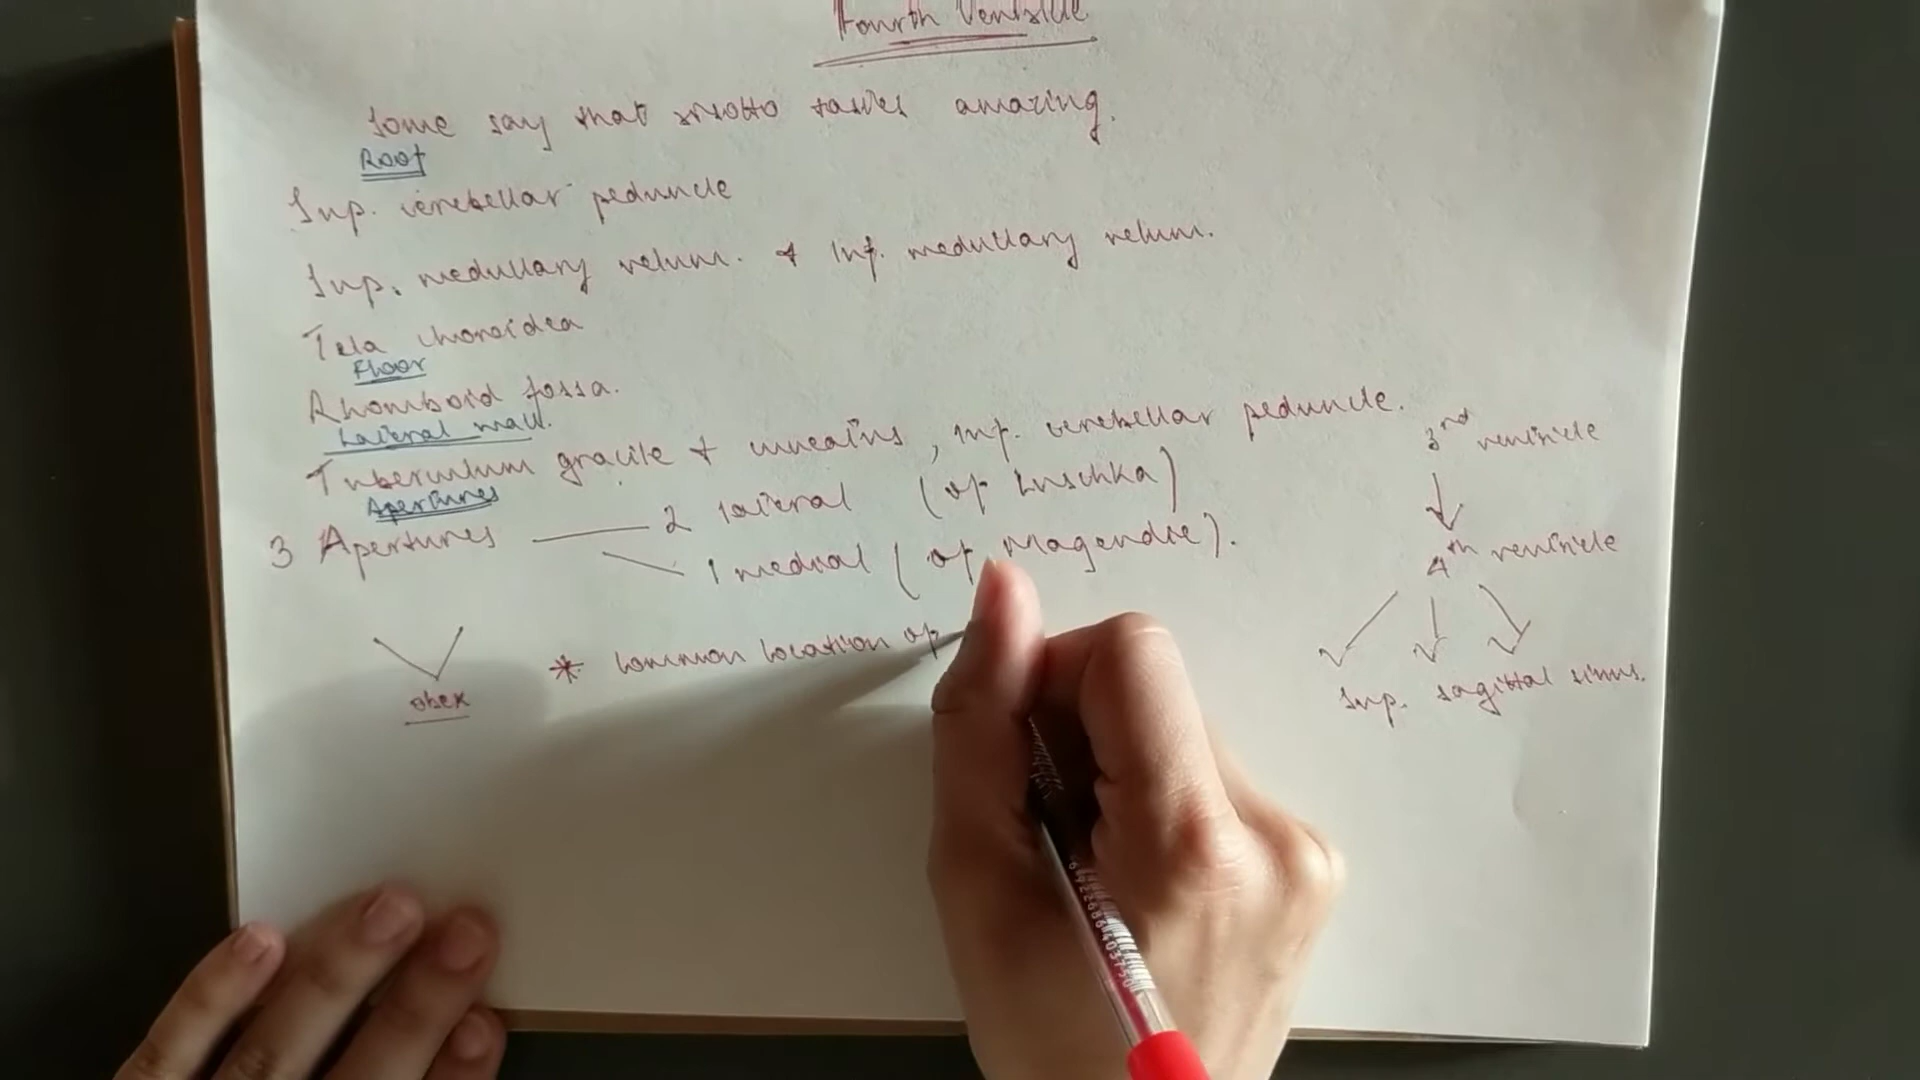 Fourth Ventricle
Some say that risotto tastes amazing.
Roof
Sup. cerebellar peduncle
Sup. medullary velum. & Inf. medullary velum.
Tela choroidea
Floor
Rhomboid fossa.
Lateral wall.
Tuberculum gracile & cuneatus, inf. cerebellar peduncle.
Apertures
3 Apertures 2 lateral (of Luschka)
1 medial (of Magendie).
obex
* Common location of
3nd ventricle
4th ventricle
Sup. sagittal sinus.
6922686403750